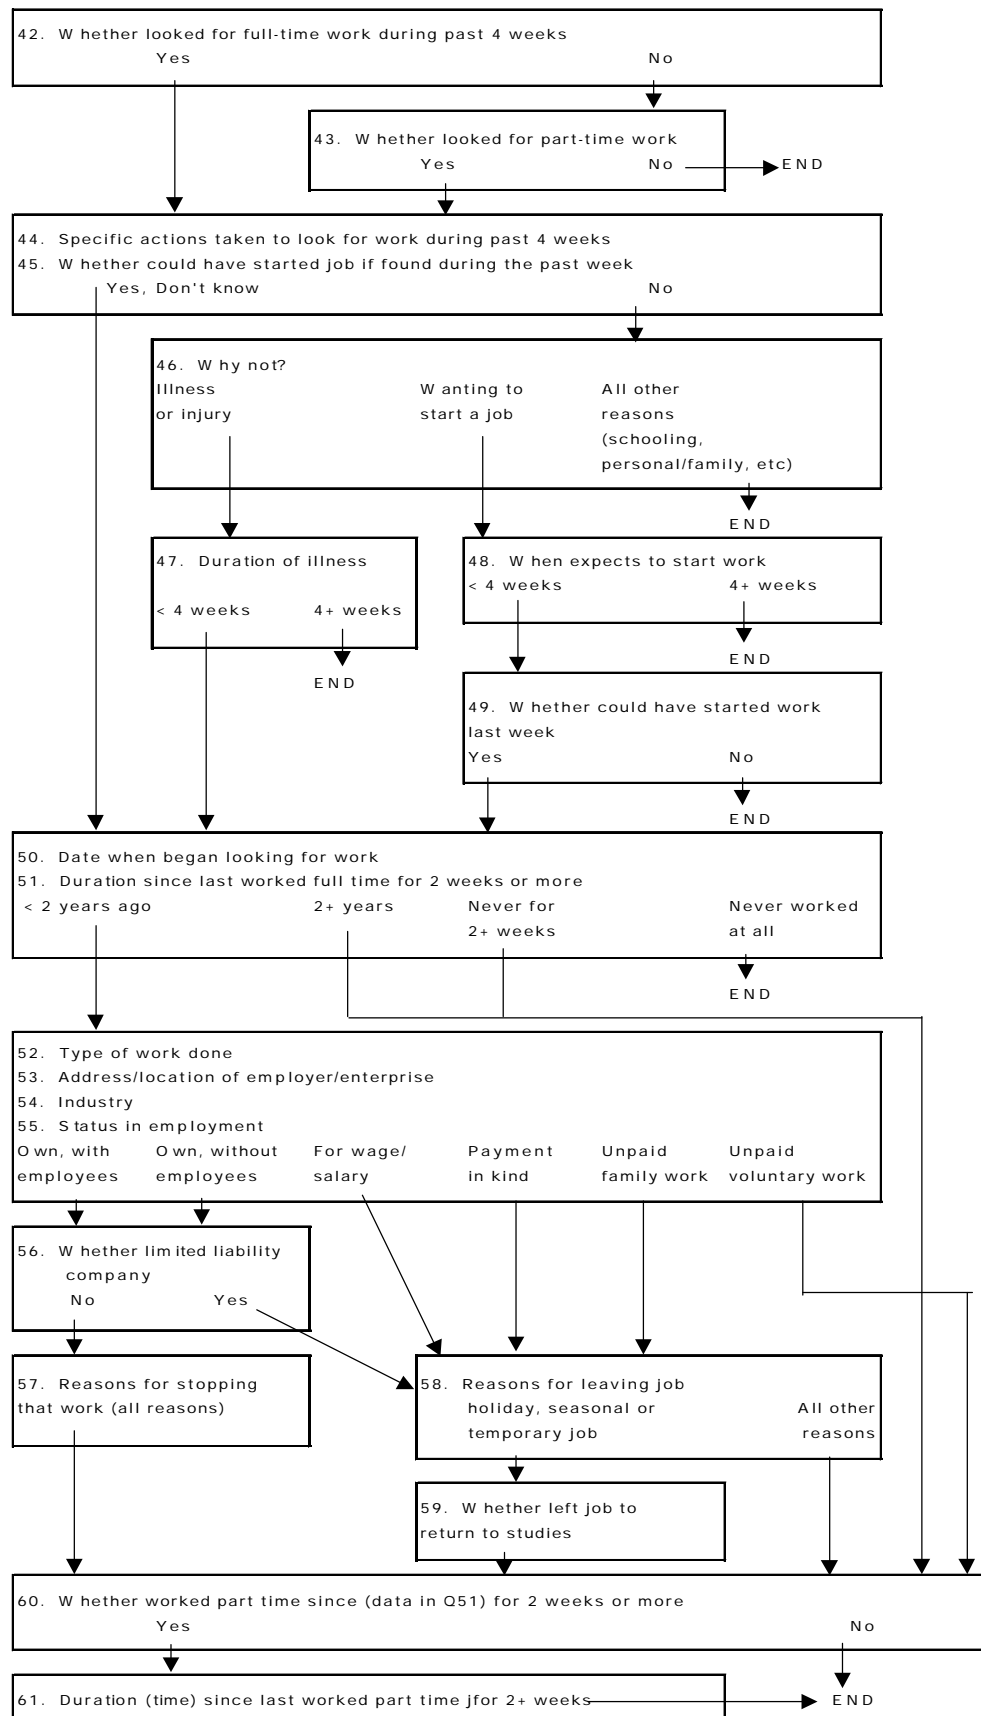 42. Whether looked for full-time work during past 4 weeks
Yes No
43. Whether looked for part-time work
Yes No END
44. Specific actions taken to look for work during past 4 weeks
45. Whether could have started job if found during the past week
Yes, Don't know No
46. Why not?
Illness Wanting to All other
or injury start a job reasons
(schooling,
personal/family, etc)
END
47. Duration of illness
< 4 weeks 4+ weeks
END
48. When expects to start work
< 4 weeks 4+ weeks
END
49. Whether could have started work
last week
Yes No
END
50. Date when began looking for work
51. Duration since last worked full time for 2 weeks or more
< 2 years ago 2+ years Never for Never worked
2+ weeks at all
END
52. Type of work done
53. Address/location of employer/enterprise
54. Industry
55. Status in employment
Own, with Own, without For wage/ Payment Unpaid Unpaid
employees employees salary in kind family work voluntary work
56. Whether limited liability
company
No Yes
57. Reasons for stopping
that work (all reasons)
58. Reasons for leaving job
holiday, seasonal or All other
temporary job reasons
59. Whether left job to
return to studies
60. Whether worked part time since (data in Q51) for 2 weeks or more
Yes No
61. Duration (time) since last worked part time jfor 2+ weeks END